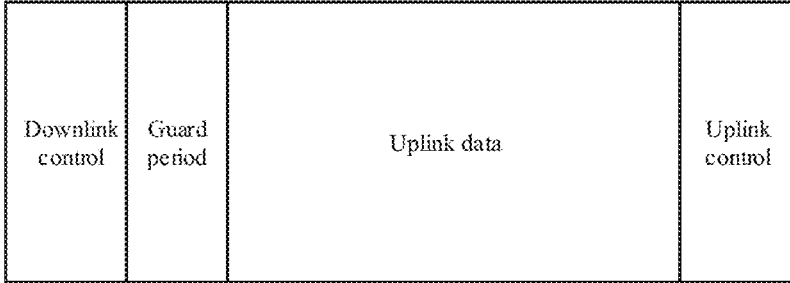 Downlink
control
Guard
period
Uplink data
Uplink
control